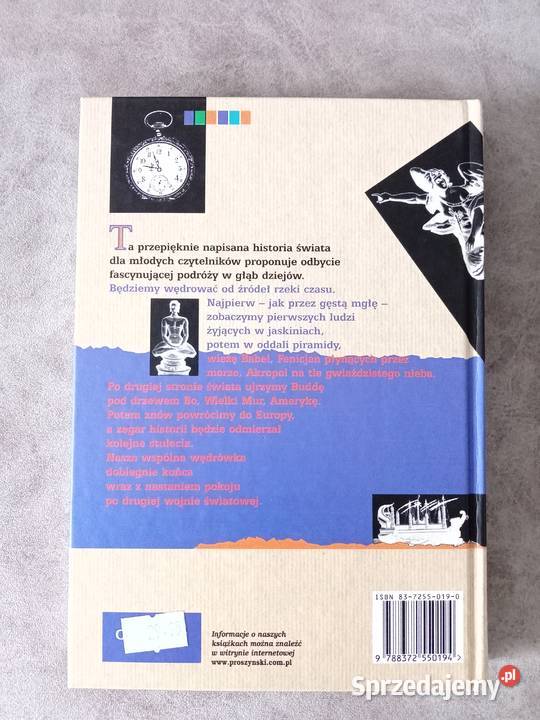 Ta przepięknie napisana historia świata
dla młodych czytelników proponuje odbycie
fascynującej podróży w głąb dziejów.
Będziemy wędrować od źródeł rzeki czasu.
Najpierw – jak przez gęstą mgłę –
zobaczymy pierwszych ludzi
żyjących w jaskiniach,
potem w oddali piramidy,
wieżę Babel, Fenicjan płynących przez
morze, Akropol na tle gwiaździstego nieba.
Po drugiej stronie świata ujrzymy Buddę
pod drzewem Bo, Wielki Mur, Amerykę.
Potem znów powrócimy do Europy,
a zegar historii będzie odmierzał
kolejne stulecia.
Nasza wspólna wędrówka
dobiegnie końca
wraz z nastaniem pokoju
po drugiej wojnie światowej.
Informacje o naszych
książkach można znaleźć
w witrynie internetowej
www.proszynski.com.pl
ISBN 83-7255-019-0
9 788372 550194 >
Sprzedajemy.pl